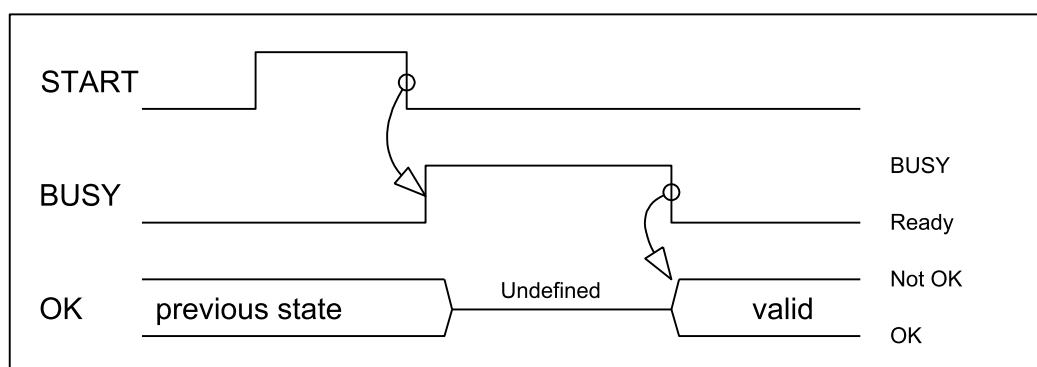 START
BUSY
BUSY
Ready
Undefined
Not OK
OK
previous state
valid
OK